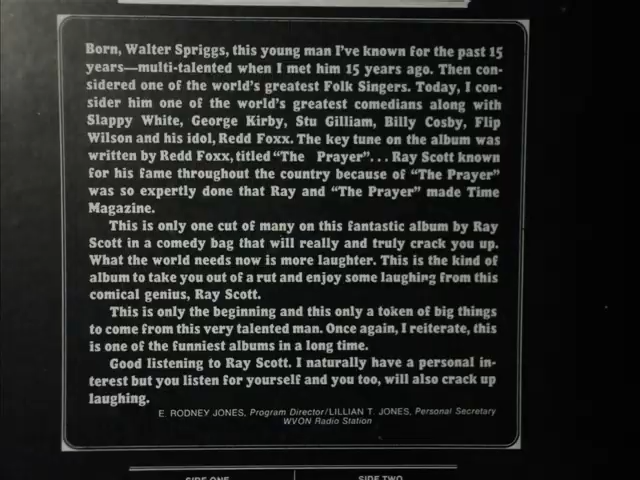 Born, Walter Spriggs, this young man I've known for the past 15
years—multi-talented when I met him 15 years ago. Then con-
sidered one of the world's greatest Folk Singers. Today, I con-
sider him one of the world's greatest comedians along with
Slappy White, George Kirby, Stu Gilliam, Billy Cosby, Flip
Wilson and his idol, Redd Foxx. The key tune on the album was
written by Redd Foxx, titled "The Prayer"... Ray Scott known
for his fame throughout the country because of "The Prayer"
was so expertly done that Ray and "The Prayer" made Time
Magazine.
This is only one cut of many on this fantastic album by Ray
Scott in a comedy bag that will really and truly crack you up.
What the world needs now is more laughter. This is the kind of
album to take you out of a rut and enjoy some laughing from this
comical genius, Ray Scott.
This is only the beginning and this only a token of big things
to come from this very talented man. Once again, I reiterate, this
is one of the funniest albums in a long time.
Good listening to Ray Scott. I naturally have a personal in-
terest but you listen for yourself and you too, will also crack up
laughing.
E. RODNEY JONES, Program Director/LILLIAN T. JONES, Personal Secretary
WVON Radio Station
SIDE ONE SIDE TWO